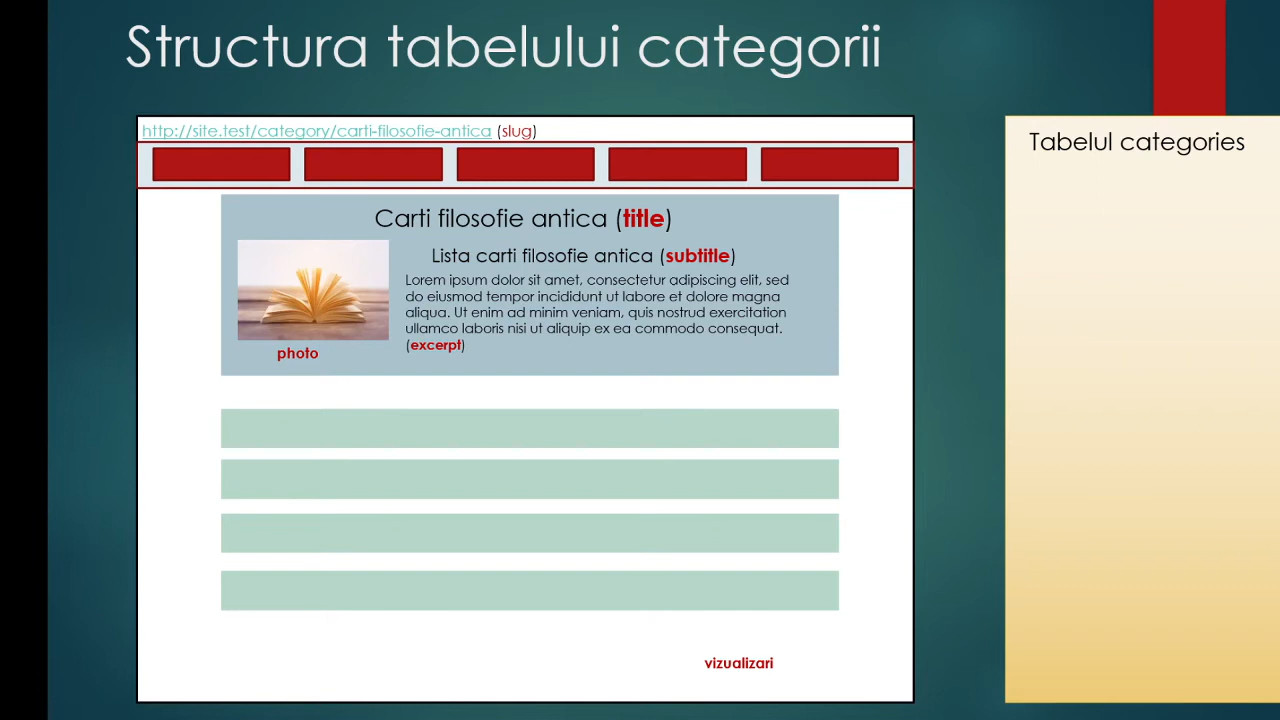 Structura tabelului categorii
http://site.test/category/carti-filosofie-antica (slug)
Tabelul categories
Carti filosofie antica (title)
Lista carti filosofie antica (subtitle)
Lorem ipsum dolor sit amet, consectetur adipiscing elit, sed
do eiusmod tempor incididunt ut labore et dolore magna
aliqua. Ut enim ad minim veniam, quis nostrud exercitation
ullamco laboris nisi ut aliquip ex ea commodo consequat.
(excerpt)
photo
vizualizari